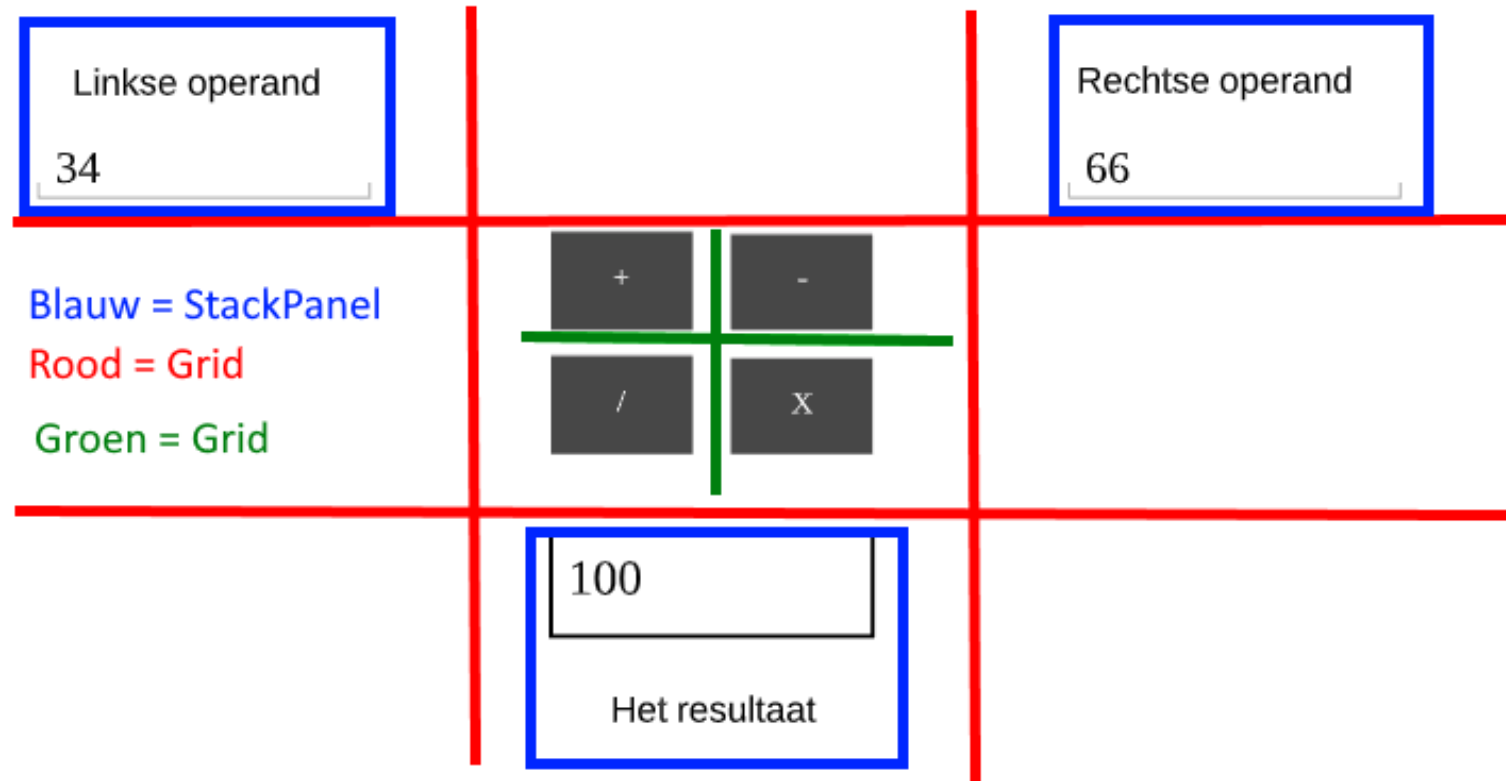 Linkse operand
34
Rechtse operand
66
Blauw = StackPanel
Rood = Grid
Groen = Grid
+
-
/
X
100
Het resultaat